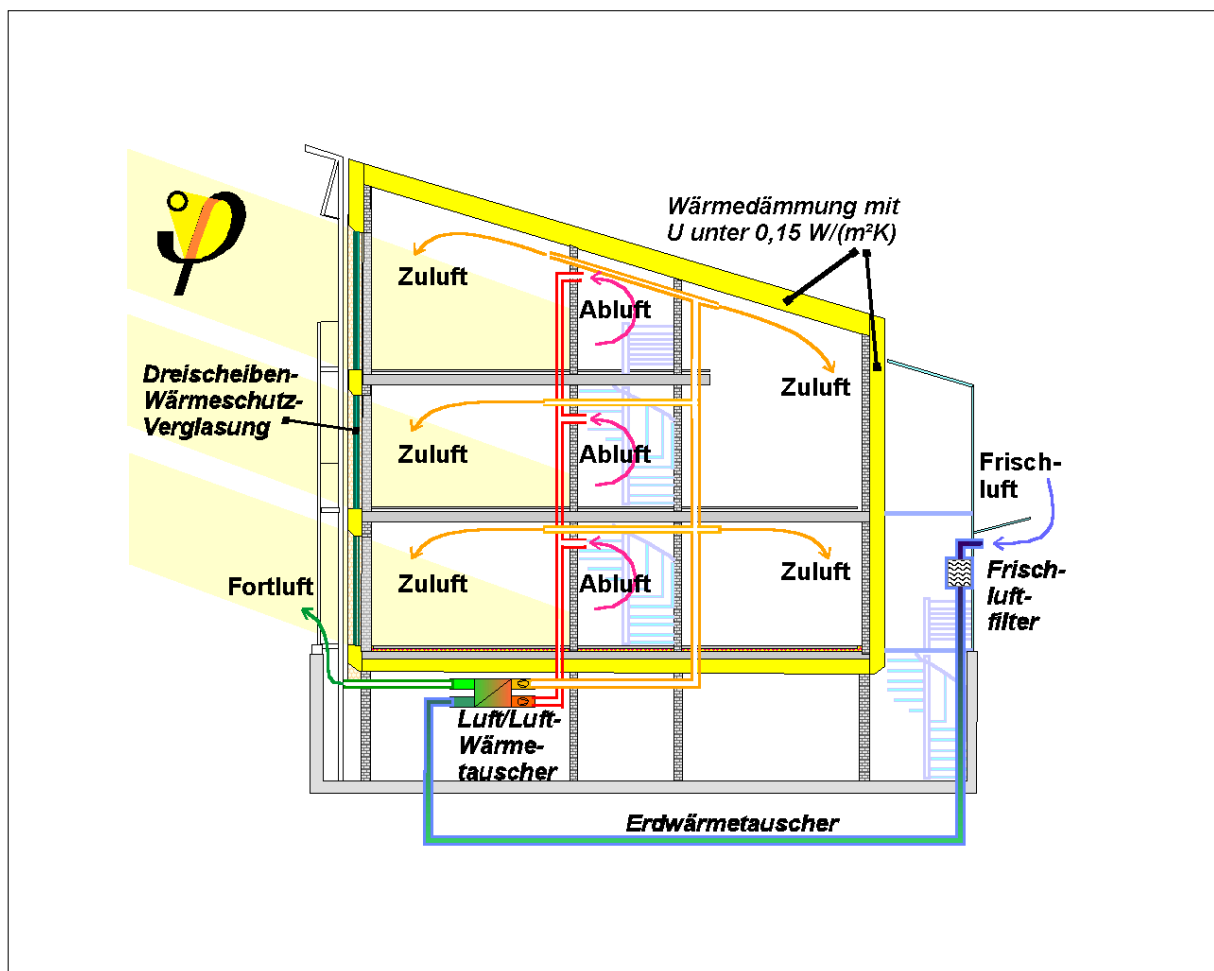 Wärmedämmung mit
U unter 0,15 W/(m²K)
Zuluft
Abluft
Zuluft
Dreischeiben-
Wärmeschutz-
Verglasung
Zuluft
Abluft
Frisch-
luft
Zuluft
Abluft
Zuluft
Fortluft
Frisch-
luft-
filter
Luft/Luft-
Wärme-
tauscher
Erdwärmetauscher